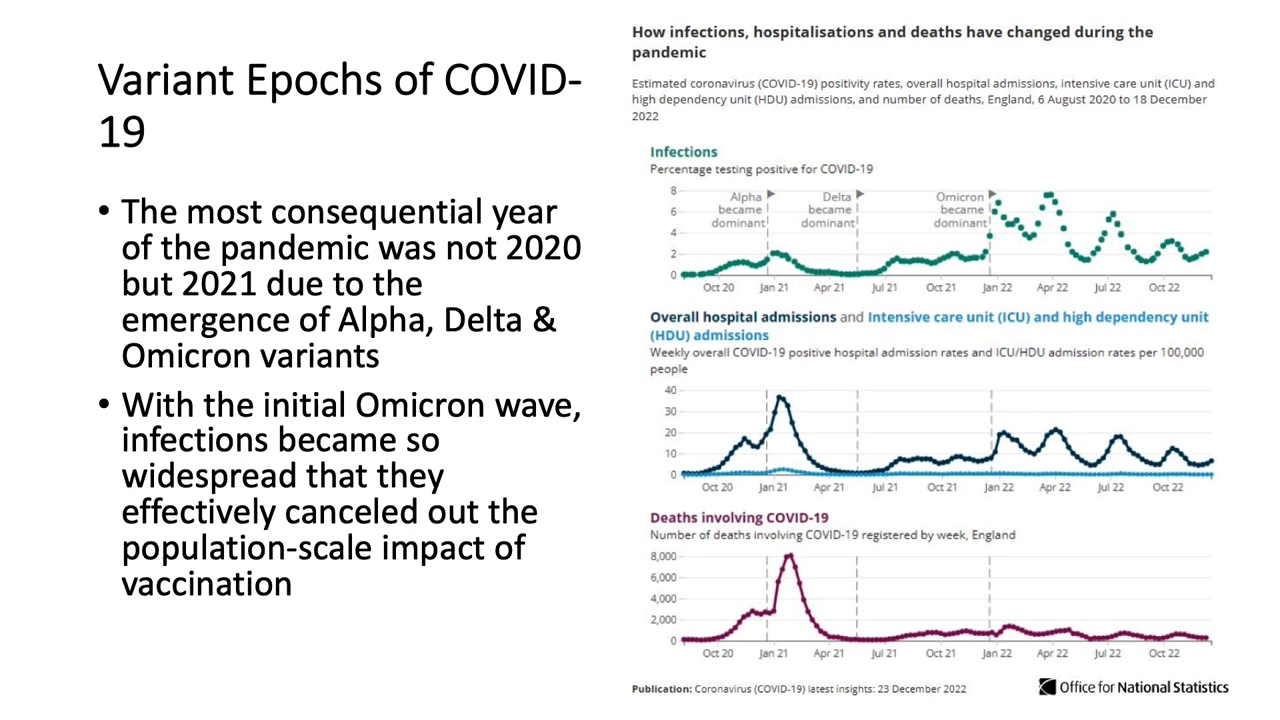 Variant Epochs of COVID-
19
• The most consequential year
of the pandemic was not 2020
but 2021 due to the
emergence of Alpha, Delta &
Omicron variants
• With the initial Omicron wave,
infections became so
widespread that they
effectively canceled out the
population-scale impact of
vaccination
How infections, hospitalisations and deaths have changed during the
pandemic
Estimated coronavirus (COVID-19) positivity rates, overall hospital admissions, intensive care unit (ICU) and
high dependency unit (HDU) admissions, and number of deaths, England, 6 August 2020 to 18 December
2022
Infections
Percentage testing positive for COVID-19
8
6
4
2
0
Alpha
became
dominant
Delta
became
dominant
Omicron
became
dominant
Oct 20 Jan 21 Apr 21 Jul 21 Oct 21 Jan 22 Apr 22 Jul 22 Oct 22
Overall hospital admissions and Intensive care unit (ICU) and high dependency unit
(HDU) admissions
Weekly overall COVID-19 positive hospital admission rates and ICU/HDU admission rates per 100,000
people
40
30
20
10
0
Oct 20 Jan 21 Apr 21 Jul 21 Oct 21 Jan 22 Apr 22 Jul 22 Oct 22
Deaths involving COVID-19
Number of deaths involving COVID-19 registered by week, England
8,000
6,000
4,000
2,000
0
Oct 20 Jan 21 Apr 21 Jul 21 Oct 21 Jan 22 Apr 22 Jul 22 Oct 22
Publication: Coronavirus (COVID-19) latest insights: 23 December 2022
Office for National Statistics